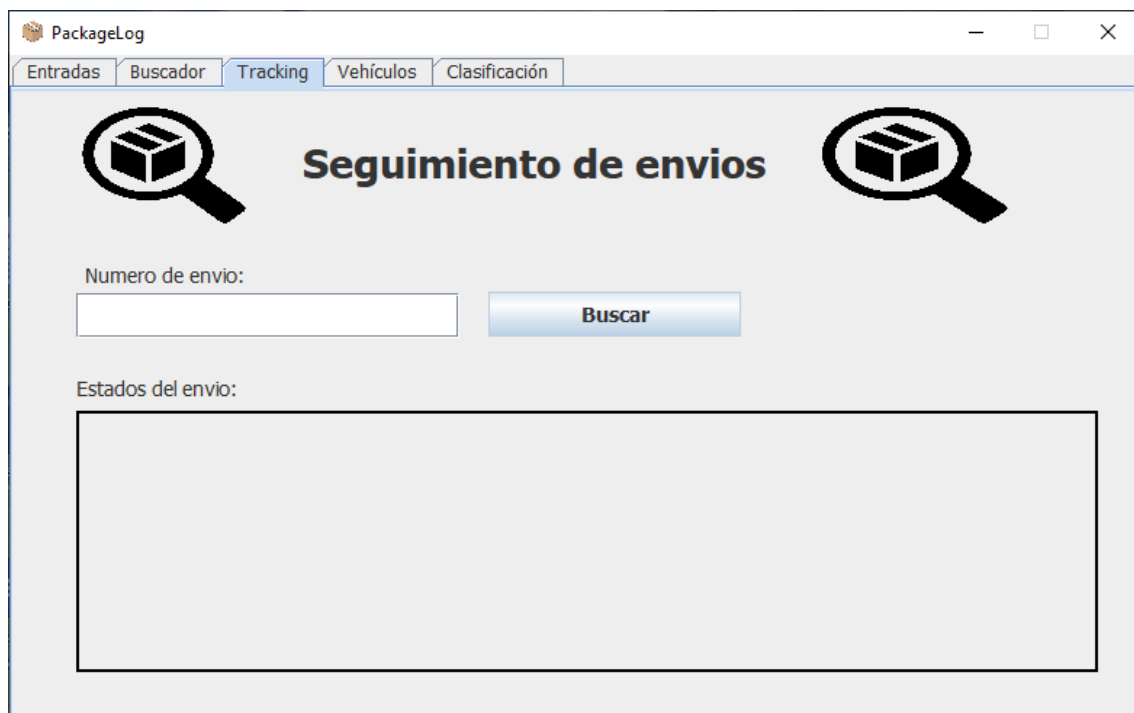 PackageLog
Entradas Buscador Tracking Vehículos Clasificación
Seguimiento de envios
Numero de envio:
Buscar
Estados del envio: